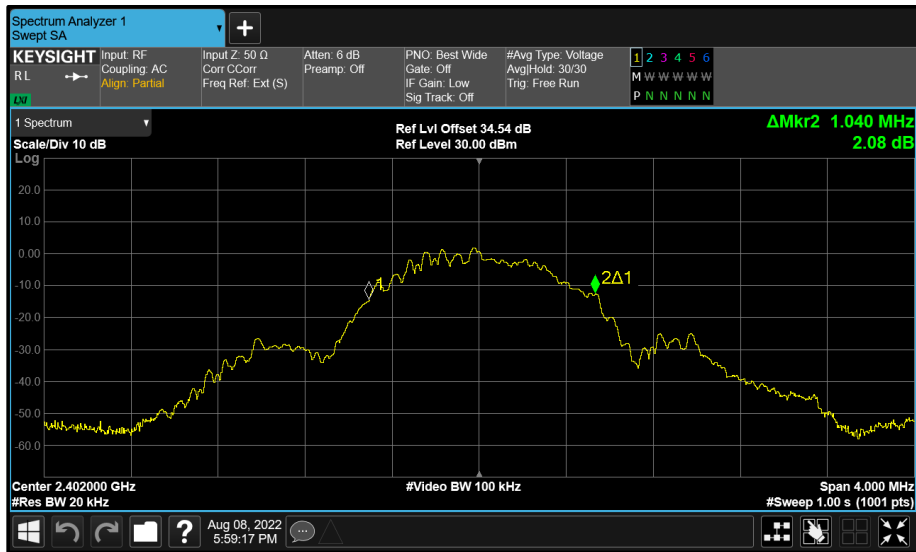 Spectrum Analyzer 1
Swept SA
KEYSIGHT
RL
LXI
Input: RF
Coupling: AC
Align: Partial
Input Z: 50 Ω
Corr CCorr
Freq Ref: Ext (S)
Atten: 6 dB
Preamp: Off
PNO: Best Wide
Gate: Off
IF Gain: Low
Sig Track: Off
#Avg Type: Voltage
Avg|Hold: 30/30
Trig: Free Run
1 2 3 4 5 6
M W W W W W
P N N N N N
1 Spectrum
Scale/Div 10 dB
Ref Lvl Offset 34.54 dB
Ref Level 30.00 dBm
ΔMkr2 1.040 MHz
2.08 dB
Log
20.0
10.0
0.00
-10.0
-20.0
-30.0
-40.0
-50.0
-60.0
1
2Δ1
Center 2.402000 GHz
#Res BW 20 kHz
#Video BW 100 kHz
Span 4.000 MHz
#Sweep 1.00 s (1001 pts)
?
Aug 08, 2022
5:59:17 PM